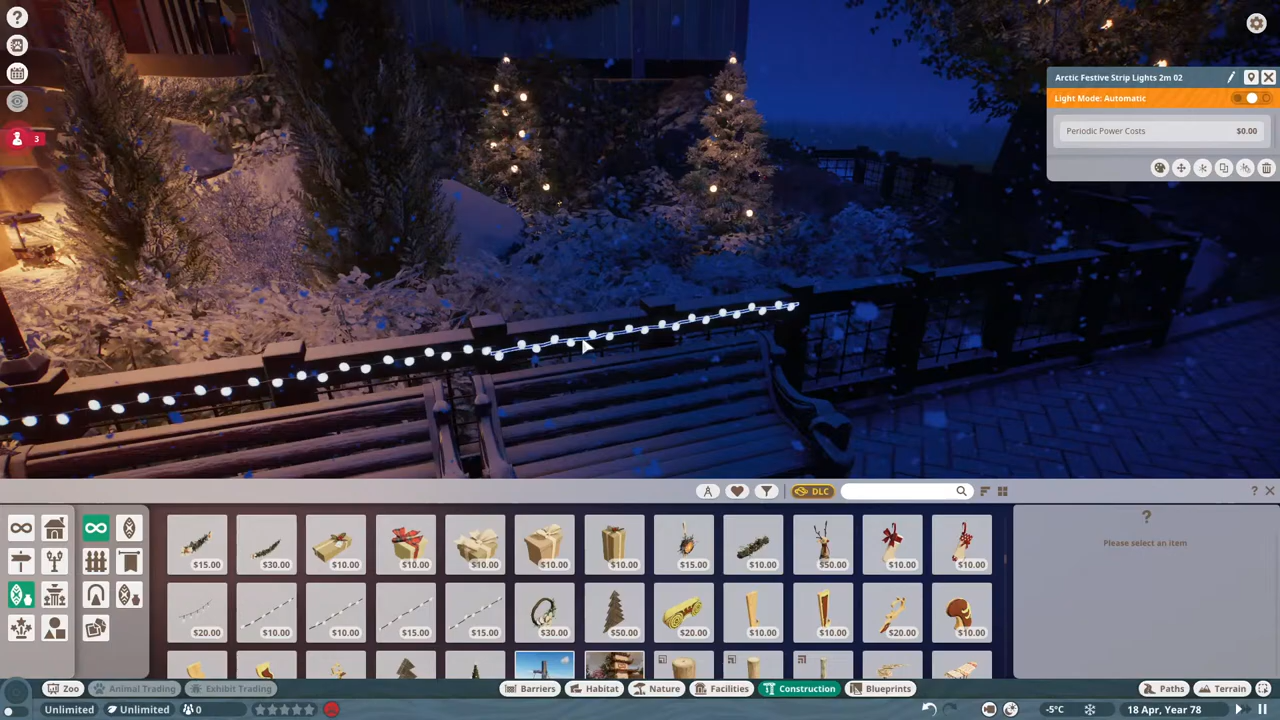 ?
3
Arctic Festive Strip Lights 2m 02
Light Mode: Automatic
Periodic Power Costs $0.00
DLC
? 
$15.00 $30.00 $10.00 $10.00 $10.00 $10.00 $10.00 $15.00 $10.00 $50.00 $10.00 $10.00
$20.00 $10.00 $10.00 $15.00 $15.00 $30.00 $50.00 $20.00 $10.00 $10.00 $20.00 $10.00
?
Please select an item
Zoo Animal Trading Exhibit Trading Barriers Habitat Nature Facilities Construction Blueprints Paths Terrain
Unlimited Unlimited 0 -5°C 18 Apr, Year 78